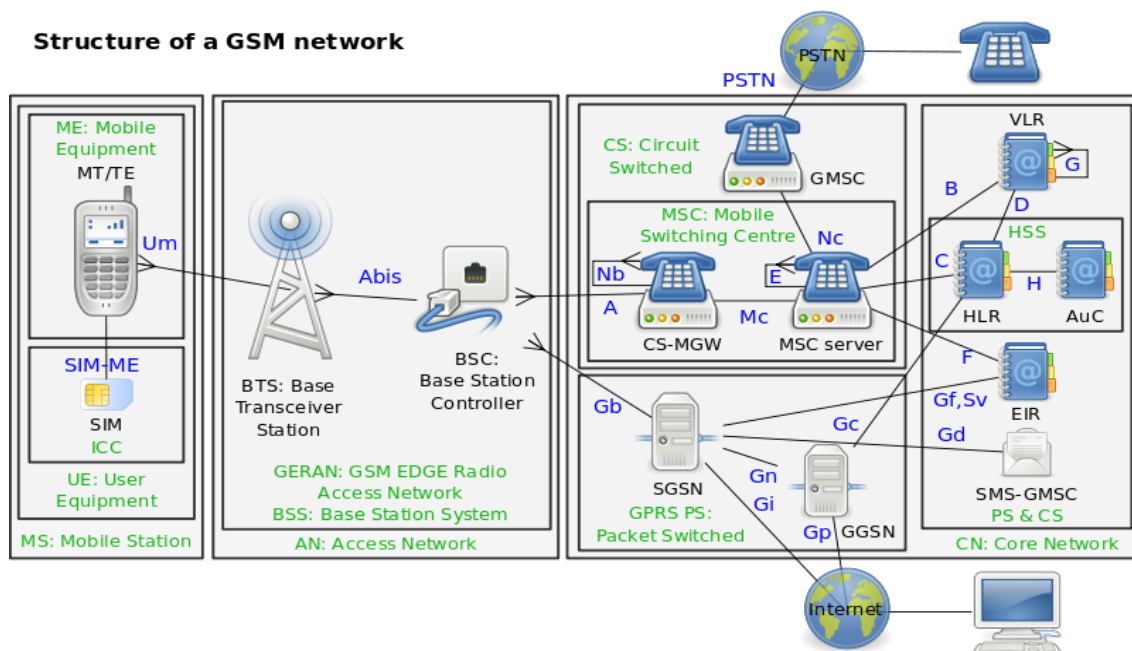 Structure of a GSM network
PSTN
PSTN
ME: Mobile
Equipment
MT/TE
Um
SIM-ME
SIM
ICC
UE: User
Equipment
MS: Mobile Station
Abis
BTS: Base
Transceiver
Station
BSC:
Base Station
Controller
GERAN: GSM EDGE Radio
Access Network
BSS: Base Station System
AN: Access Network
CS: Circuit
Switched
GMSC
MSC: Mobile
Switching Centre
Nc
Nb
E
A
Mc
CS-MGW
MSC server
Gb
SGSN
Gn
Gi
Gc
Gp
GGSN
GPRS PS:
Packet Switched
VLR
G
B
D
HSS
C
H
HLR
AuC
F
Gf,Sv
EIR
Gd
SMS-GMSC
PS & CS
CN: Core Network
Internet